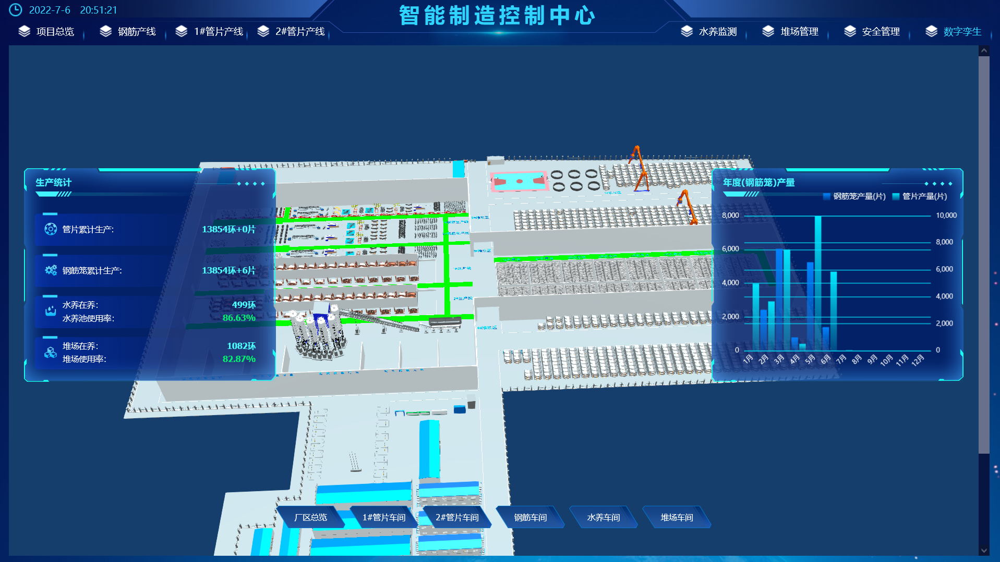 2022-7-6 20:51:21
智能制造控制中心
项目总览 钢筋产线 1#管片产线 2#管片产线 水养监测 堆场管理 安全管理 数字孪生
生产统计
管片累计生产: 13854环+0片
钢筋笼累计生产: 13854环+6片
水养在养: 499环
水养池使用率: 86.63%
堆场在养: 1082环
堆场使用率: 82.87%
年度(钢筋笼)产量
钢筋笼产量(片) 管片产量(片)
8,000 10,000
8,000
6,000
6,000
4,000
4,000
2,000
2,000
0 0
1月 2月 3月 4月 5月 6月 7月 8月 9月 10月 11月 12月
厂区总览 1#管片车间 2#管片车间 钢筋车间 水养车间 堆场车间